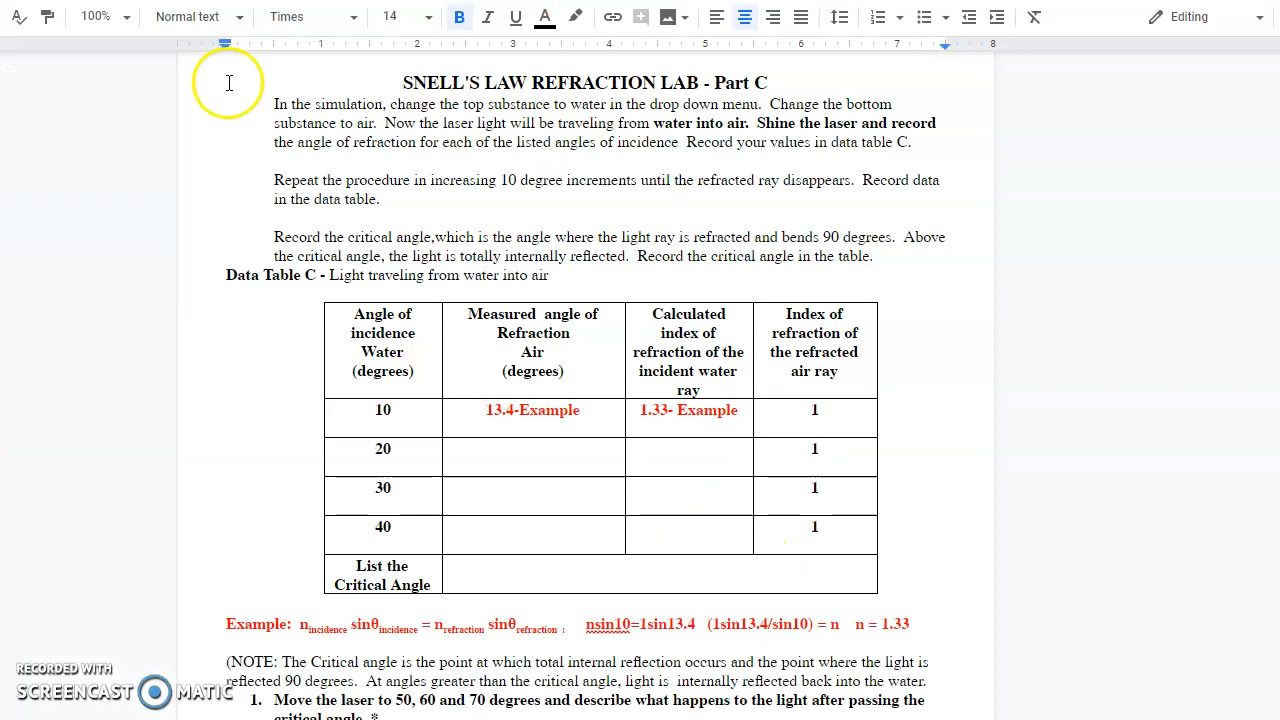 100% Normal text Times 14 B I U A Editing
1 2 3 4 5 6 7 8
SNELL'S LAW REFRACTION LAB - Part C
In the simulation, change the top substance to water in the drop down menu. Change the bottom
substance to air. Now the laser light will be traveling from water into air. Shine the laser and record
the angle of refraction for each of the listed angles of incidence Record your values in data table C.
Repeat the procedure in increasing 10 degree increments until the refracted ray disappears. Record data
in the data table.
Record the critical angle,which is the angle where the light ray is refracted and bends 90 degrees. Above
the critical angle, the light is totally internally reflected. Record the critical angle in the table.
Data Table C - Light traveling from water into air
Angle of incidence Water (degrees)
Measured angle of Refraction Air (degrees)
Calculated index of refraction of the incident water ray
Index of refraction of the refracted air ray
10 13.4-Example 1.33- Example 1
20 1
30 1
40 1
List the
Critical Angle
Example: nincidence sinθincidence = nrefraction sinθrefraction ; nsin10=1sin13.4 (1sin13.4/sin10) = n n = 1.33
(NOTE: The Critical angle is the point at which total internal reflection occurs and the point where the light is
reflected 90 degrees. At angles greater than the critical angle, light is internally reflected back into the water.
1. Move the laser to 50, 60 and 70 degrees and describe what happens to the light after passing the
critical angle. *
RECORDED WITH
SCREENCAST MATIC